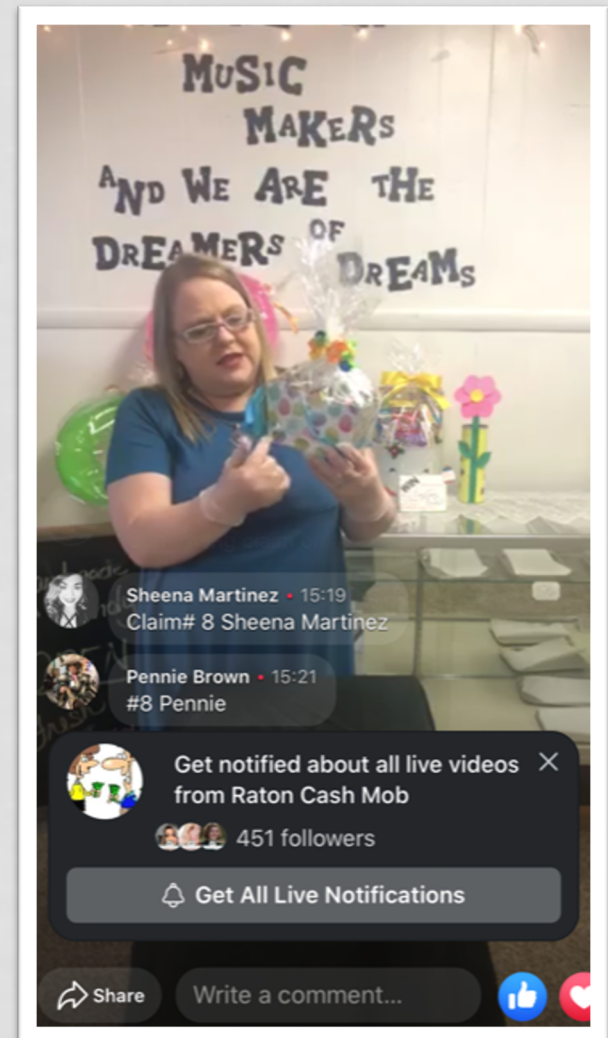 MUSIC
MAKERS
AND WE ARE THE
DREAMERS OF
DREAMS
WIN
Sheena Martinez • 15:19
Claim# 8 Sheena Martinez
Pennie Brown • 15:21
#8 Pennie
Get notified about all live videos
from Raton Cash Mob
451 followers
Get All Live Notifications
Share
Write a comment...